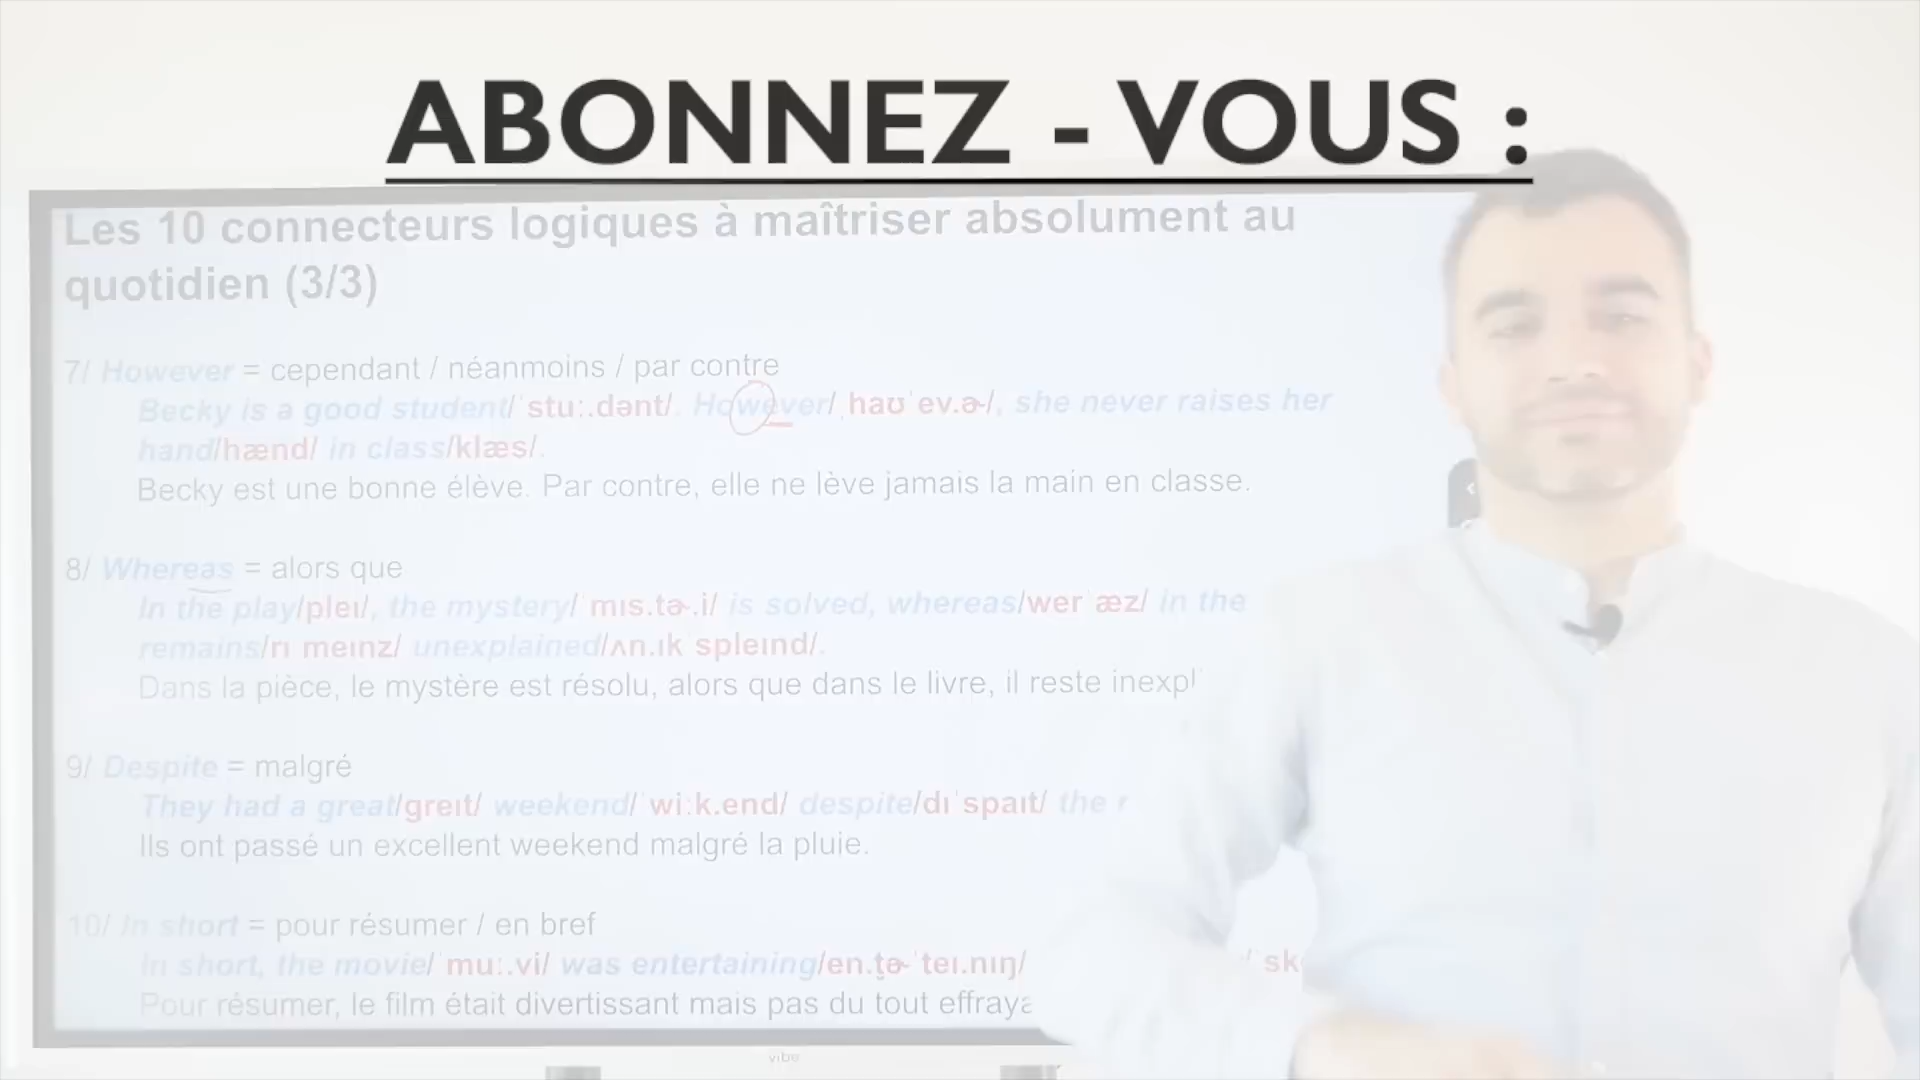 ABONNEZ - VOUS :
Les 10 connecteurs logiques à maîtriser absolument au
quotidien (3/3)
7/ However = cependant / néanmoins / par contre
Becky is a good student/ˈstuː.dənt/. However/ˌhaʊˈev.ɚ/, she never raises her
hand/hænd/ in class/klæs/.
Becky est une bonne élève. Par contre, elle ne lève jamais la main en classe.
8/ Whereas = alors que
In the play/pleɪ/, the mystery/ˈmɪs.tɚ.i/ is solved, whereas/werˈæz/ in the
remains/rɪˈmeɪnz/ unexplained/ʌn.ɪkˈspleɪnd/.
Dans la pièce, le mystère est résolu, alors que dans le livre, il reste inexpl
9/ Despite = malgré
They had a great/ɡreɪt/ weekend/ˈwiːk.end/ despite/dɪˈspaɪt/ the r
Ils ont passé un excellent weekend malgré la pluie.
10/ In short = pour résumer / en bref
In short, the movie/ˈmuː.vi/ was entertaining/en.t̬ɚˈteɪ.nɪŋ/ /ˈsk
Pour résumer, le film était divertissant mais pas du tout effraya
vibe